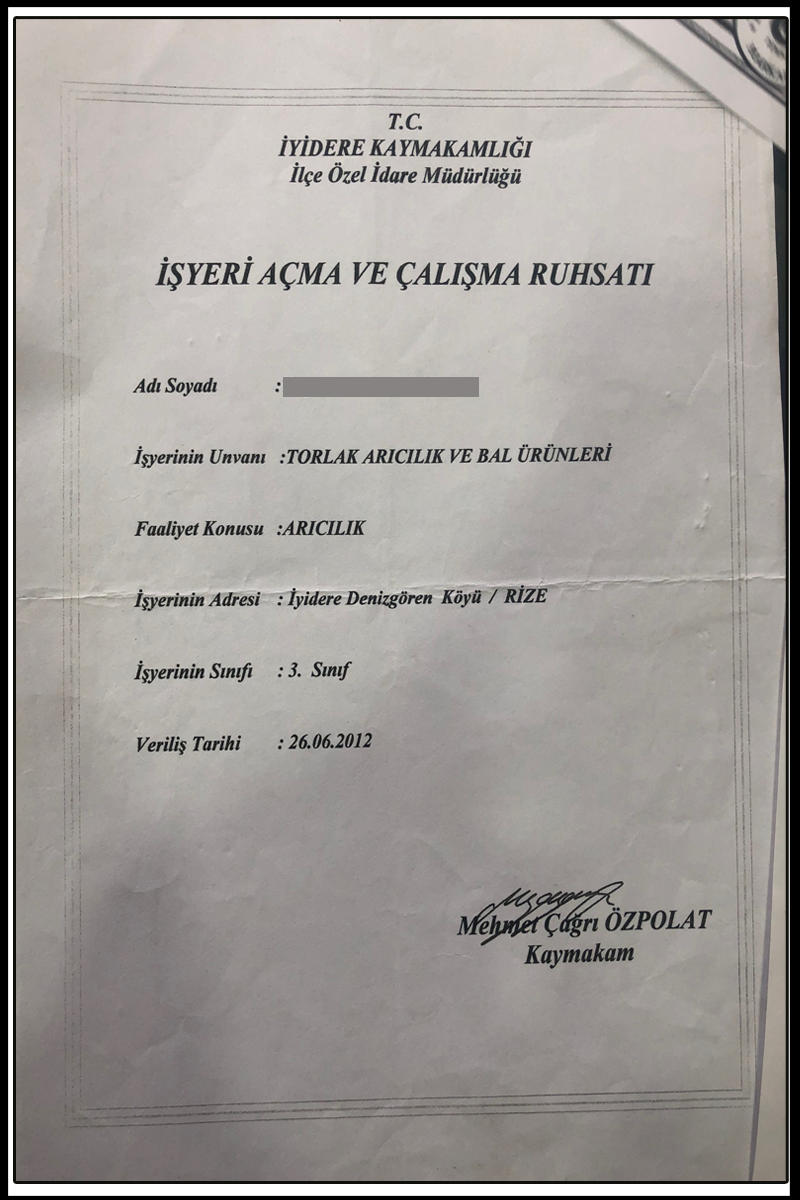 T.C.
İYİDERE KAYMAKAMLIĞI
İlçe Özel İdare Müdürlüğü
İŞYERİ AÇMA VE ÇALIŞMA RUHSATI
Adı Soyadı :
İşyerinin Unvanı :TORLAK ARICILIK VE BAL ÜRÜNLERİ
Faaliyet Konusu :ARICILIK
İşyerinin Adresi : İyidere Denizgören Köyü / RİZE
İşyerinin Sınıfı : 3. Sınıf
Veriliş Tarihi : 26.06.2012
Mehmet Çağrı ÖZPOLAT
Kaymakam